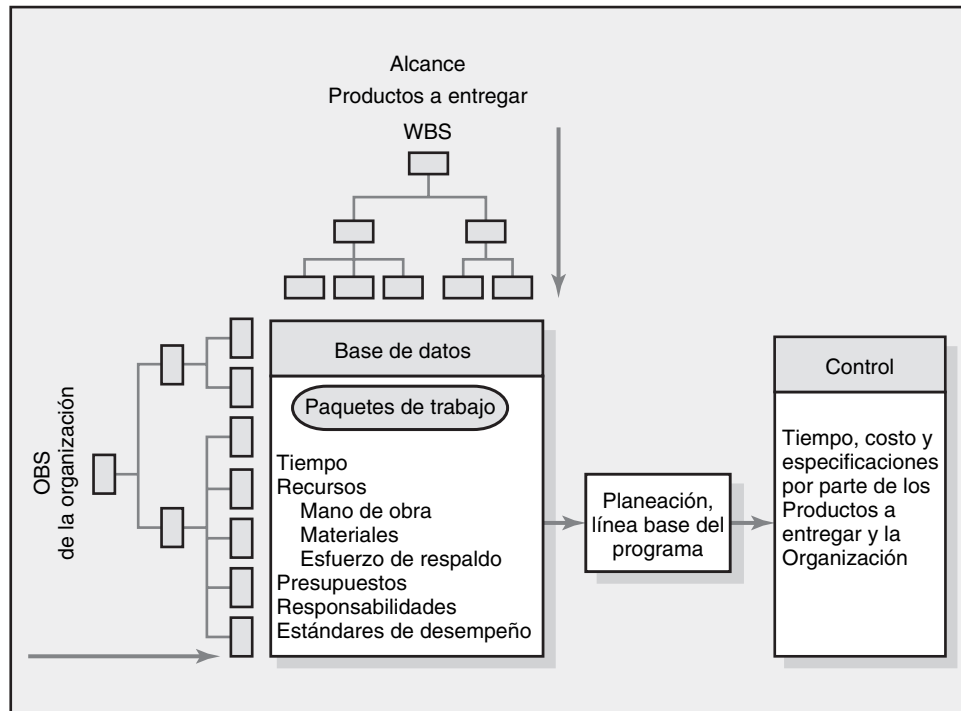 Alcance
Productos a entregar
WBS
OBS
de la organización
Base de datos
Paquetes de trabajo
Tiempo
Recursos
Mano de obra
Materiales
Esfuerzo de respaldo
Presupuestos
Responsabilidades
Estándares de desempeño
Planeación,
línea base del
programa
Control
Tiempo, costo y
especificaciones
por parte de los
Productos a
entregar y la
Organización